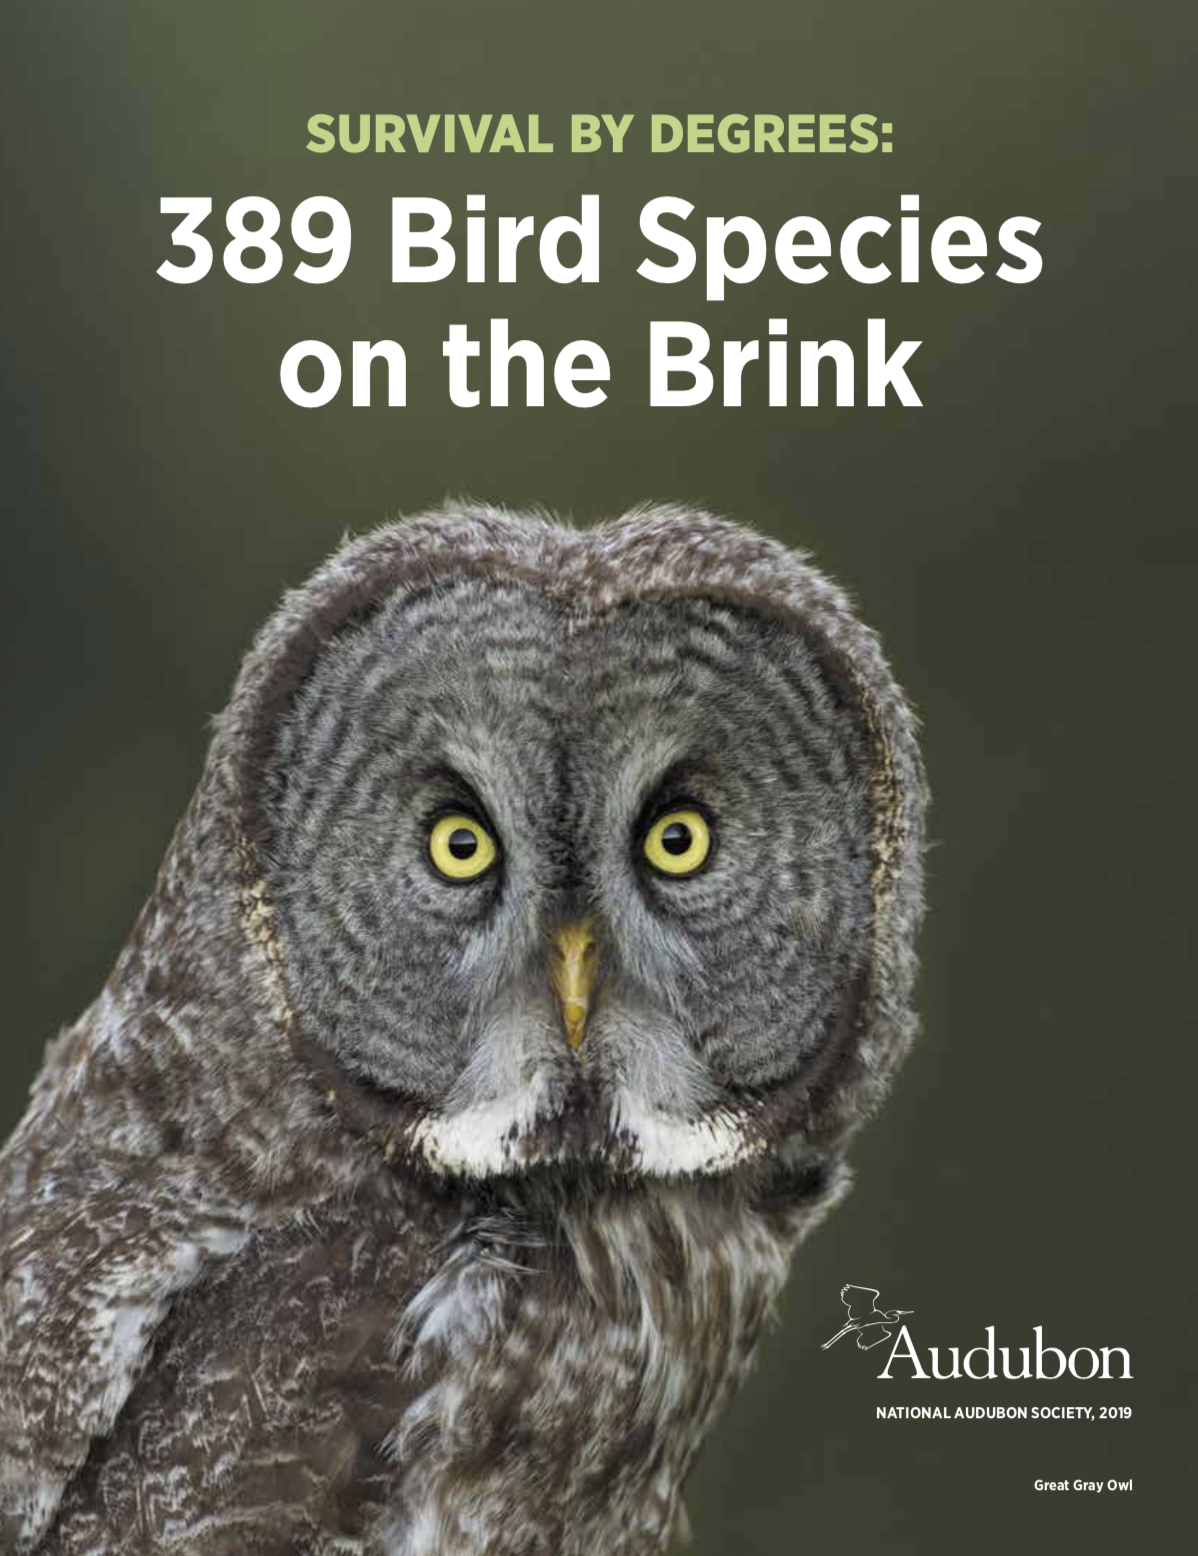 SURVIVAL BY DEGREES:
389 Bird Species
on the Brink
Audubon
NATIONAL AUDUBON SOCIETY, 2019
Great Gray Owl